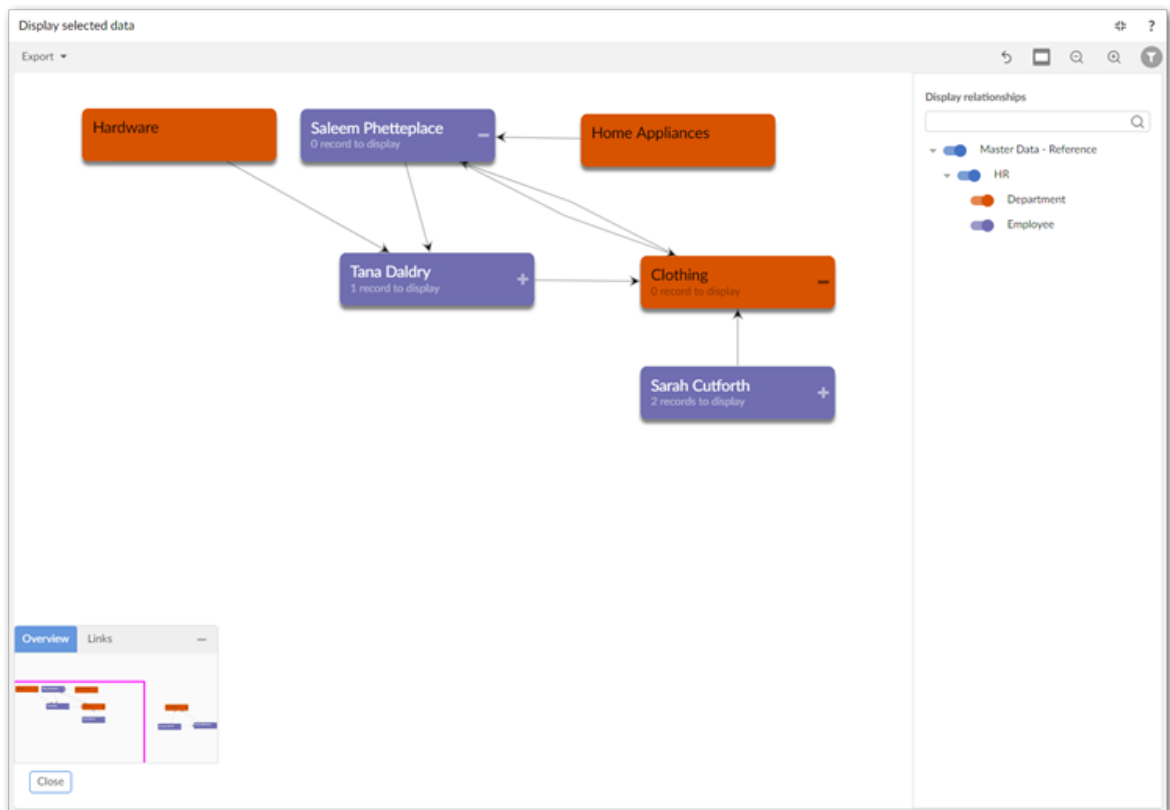 Display selected data
?
Export
Display relationships
Hardware
Saleem Phetteplace
0 record to display
Home Appliances
Master Data - Reference
HR
Department
Employee
Tana Daldry
1 record to display
Clothing
0 record to display
Sarah Cutforth
2 records to display
Overview
Links
Close